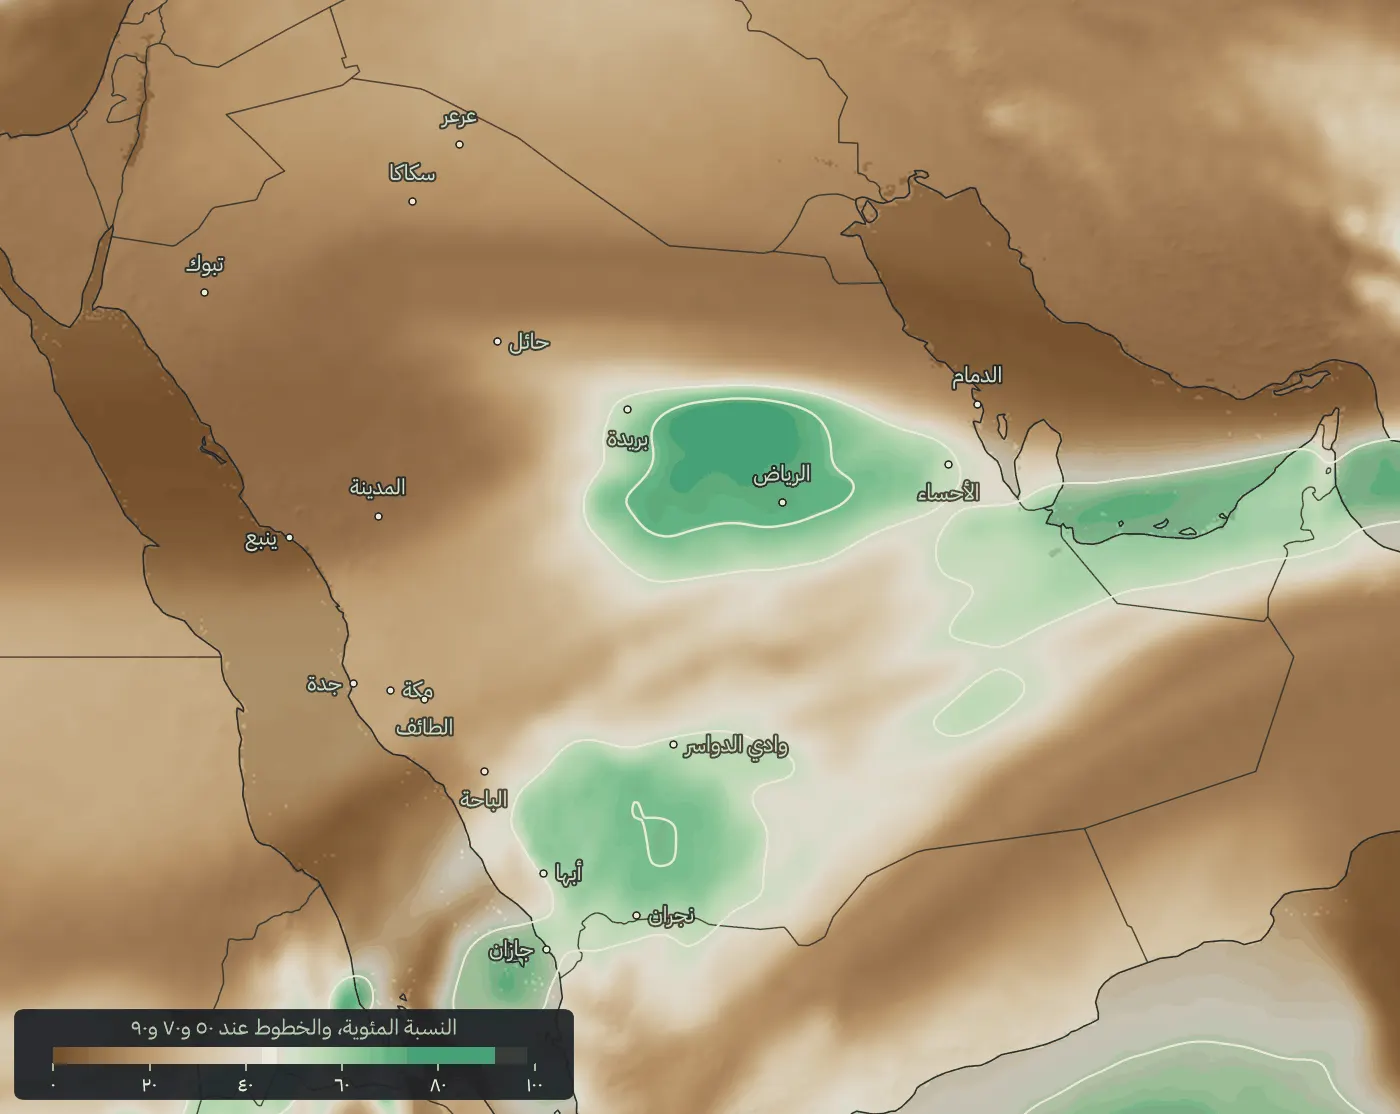 عرعر
سكاكا
تبوك
حائل
الدمام
بريدة
الرياض
الأحساء
المدينة
ينبع
جدة
مكة
الطائف
وادي الدواسر
الباحة
أبها
نجران
جازان
النسبة المئوية، والخطوط عند ٥٠ و٧٠ و٩٠
٠ ٢٠ ٤٠ ٦٠ ٨٠ ١٠٠